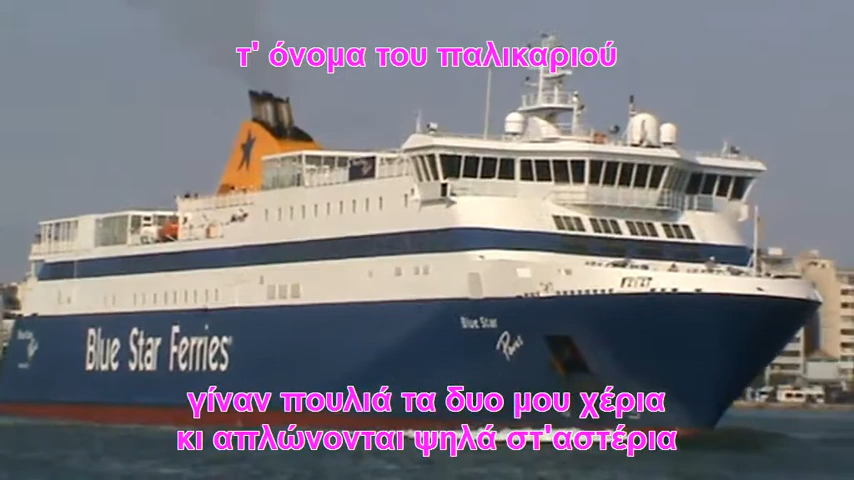 τ' όνομα του παλικαριού
Blue Star Ferries
Blue Star
Paros
γίναν πουλιά τα δυο μου χέρια
κι απλώνονται ψηλά στ'αστέρια